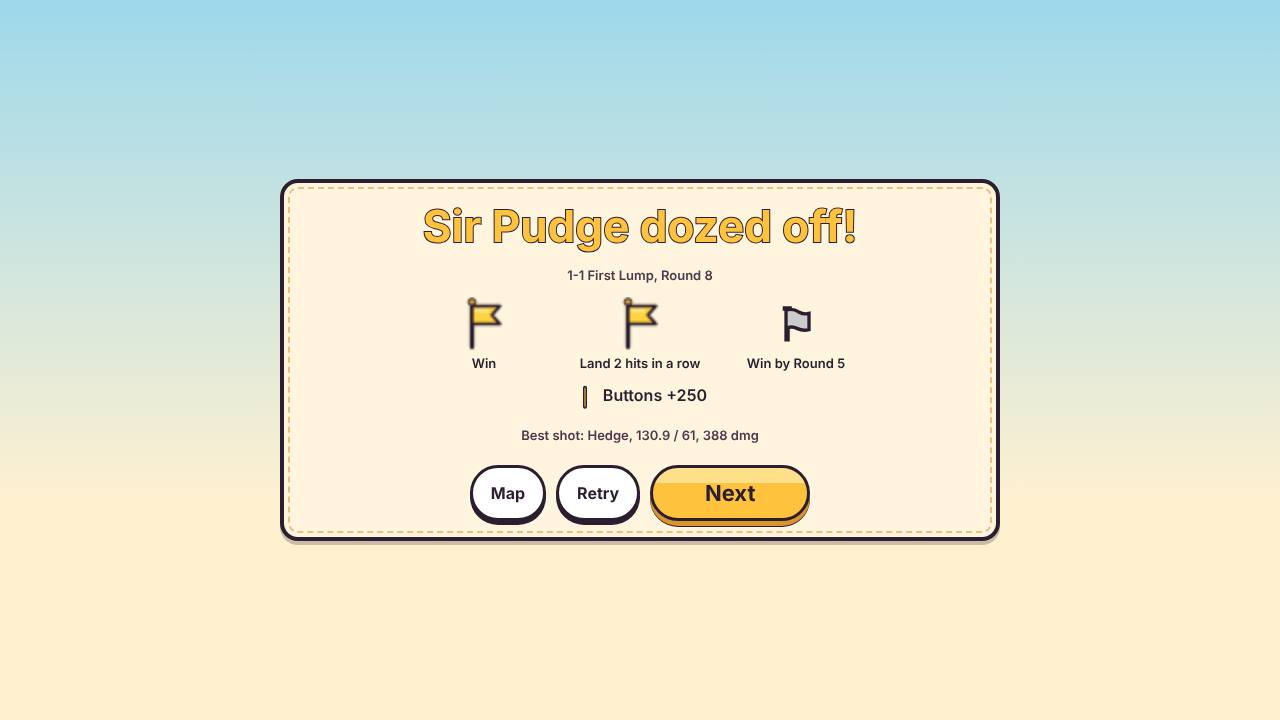 Sir Pudge dozed off!
1-1 First Lump, Round 8
Win
Land 2 hits in a row
Win by Round 5
Buttons +250
Best shot: Hedge, 130.9 / 61, 388 dmg
Map
Retry
Next